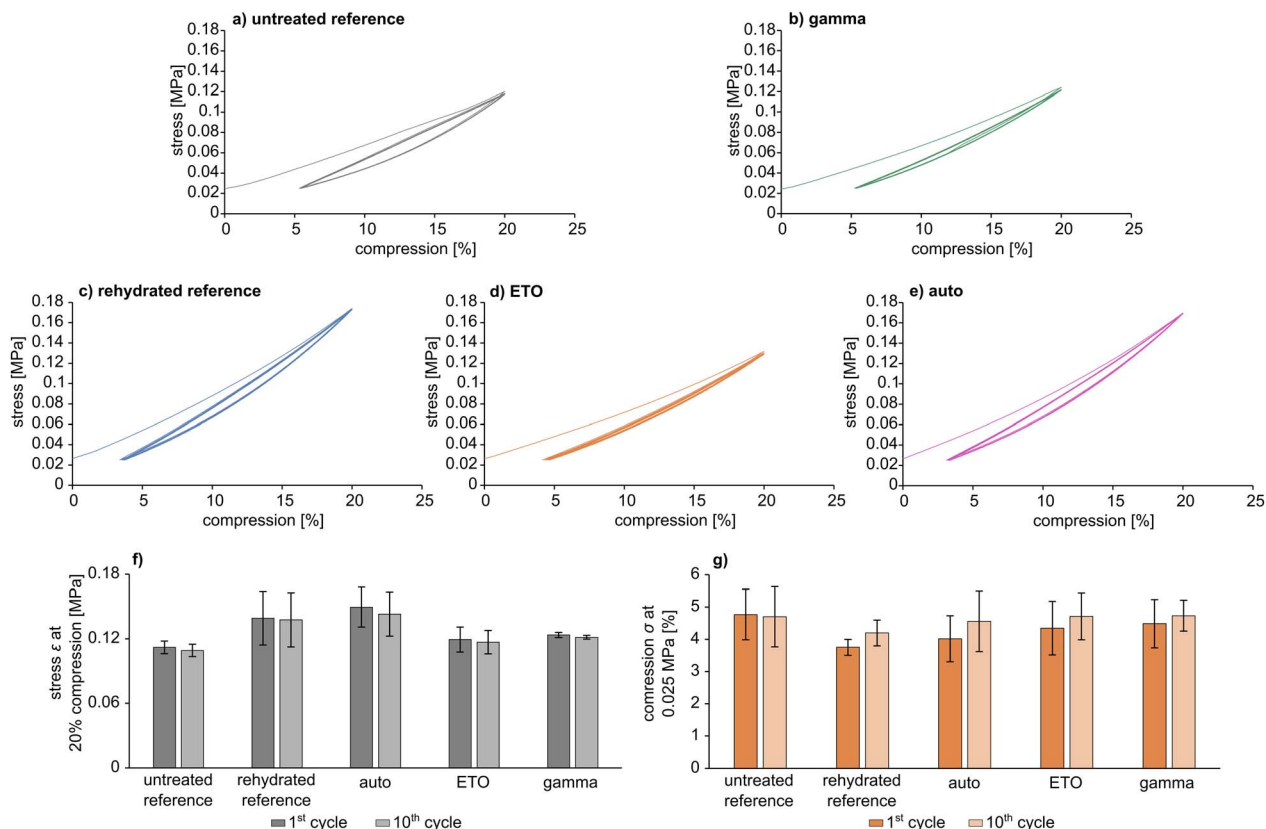 a) untreated reference
stress [MPa]
0.18
0.16
0.14
0.12
0.1
0.08
0.06
0.04
0.02
0
0 5 10 15 20 25
compression [%]
b) gamma
stress [MPa]
0.18
0.16
0.14
0.12
0.1
0.08
0.06
0.04
0.02
0
0 5 10 15 20 25
compression [%]
c) rehydrated reference
stress [MPa]
0.18
0.16
0.14
0.12
0.1
0.08
0.06
0.04
0.02
0
0 5 10 15 20 25
compression [%]
d) ETO
stress [MPa]
0.18
0.16
0.14
0.12
0.1
0.08
0.06
0.04
0.02
0
0 5 10 15 20 25
compression [%]
e) auto
stress [MPa]
0.18
0.16
0.14
0.12
0.1
0.08
0.06
0.04
0.02
0
0 5 10 15 20 25
compression [%]
f)
stress ε at
20% compression [MPa]
0.18
0.12
0.06
0
untreated rehydrated auto ETO gamma
reference reference
1st cycle 10th cycle
g)
comression σ at
0.025 MPa [%]
6
5
4
3
2
1
0
untreated rehydrated auto ETO gamma
reference reference
1st cycle 10th cycle